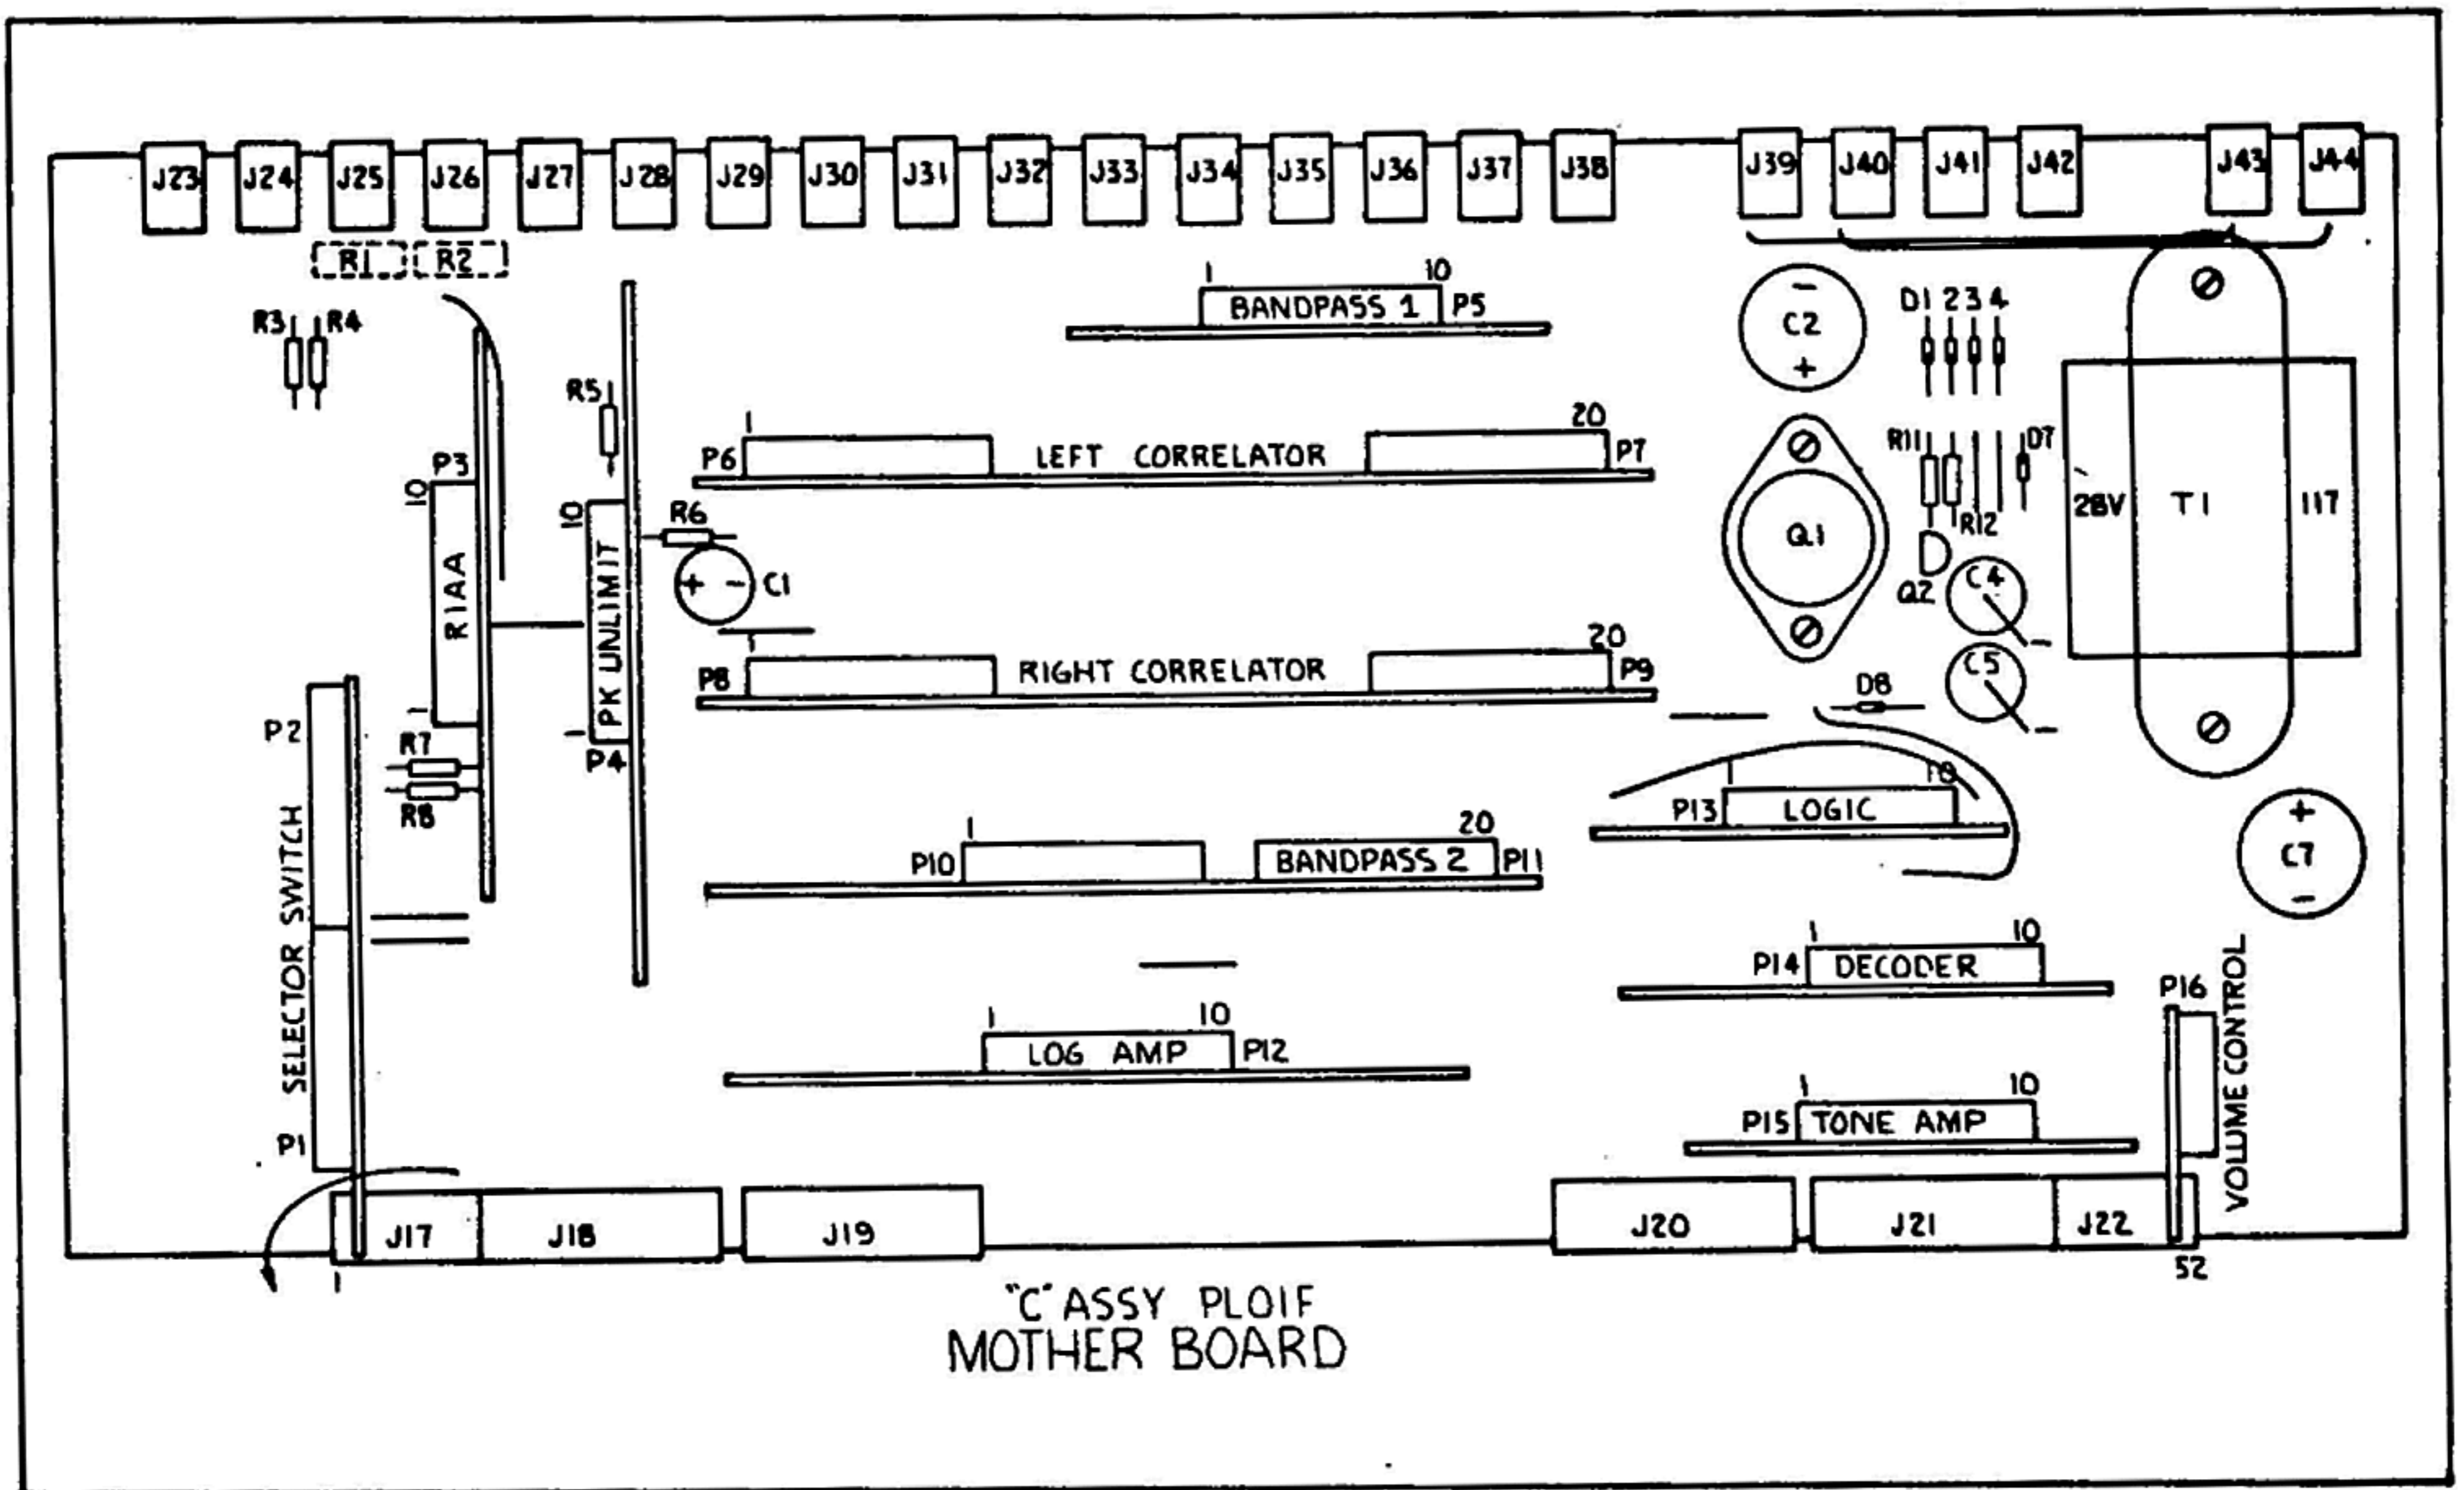 J23 J24 J25 J26 J27 J28 J29 J30 J31 J32 J33 J34 J35 J36 J37 J38 J39 J40 J41 J42 J43 J44
R1 R2
1 10
BANDPASS 1 P5
- C2 +
D1 2 3 4
R3 R4
R5
1 20
P6 LEFT CORRELATOR P7
R11 D7
R12
P3
10
RIAA
1
10
PK UNLIMIT
1
P4
R6
+ - C1
Q1
Q2
C4
-
C5
-
28V T1 117
1 20
P8 RIGHT CORRELATOR P9
D8
P2
SELECTOR SWITCH
P1
R7
R8
1 10
P13 LOGIC
+
C7
-
1 20
P10 BANDPASS 2 P11
1 10
P14 DECODER
P16
VOLUME CONTROL
1 10
LOG AMP P12
1 10
P15 TONE AMP
J17 J18 J19 J20 J21 J22
1 52
"C" ASSY PLOIF
MOTHER BOARD